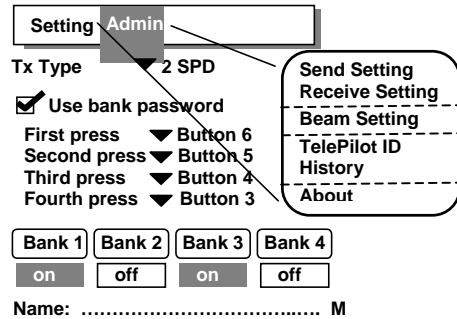 Setting Admin
Tx Type 2 SPD
Use bank password
First press Button 6
Second press Button 5
Third press Button 4
Fourth press Button 3
Send Setting
Receive Setting
Beam Setting
TelePilot ID
History
About
Bank 1 Bank 2 Bank 3 Bank 4
on off on off
Name: ……………………………..…. M